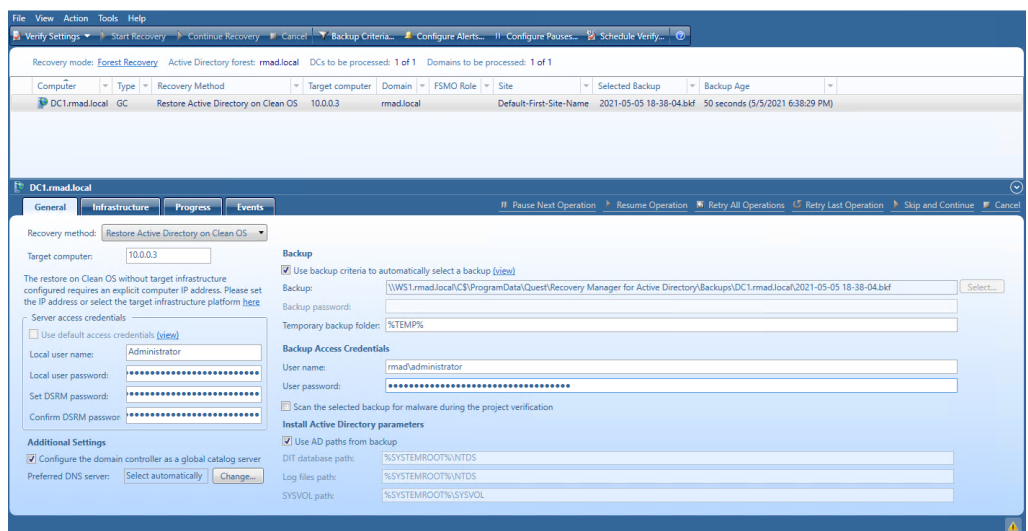 File View Action Tools Help
Verify Settings Start Recovery Continue Recovery Cancel Backup Criteria... Configure Alerts... Configure Pauses... Schedule Verify...
Recovery mode: Forest Recovery Active Directory forest: rmad.local DCs to be processed: 1 of 1 Domains to be processed: 1 of 1
Computer Type Recovery Method Target computer Domain FSMO Role Site Selected Backup Backup Age
DC1.rmad.local GC Restore Active Directory on Clean OS 10.0.0.3 rmad.local Default-First-Site-Name 2021-05-05 18-38-04.bkf 50 seconds (5/5/2021 6:38:29 PM)
DC1.rmad.local
General Infrastructure Progress Events Pause Next Operation Resume Operation Retry All Operations Retry Last Operation Skip and Continue Cancel
Recovery method: Restore Active Directory on Clean OS
Target computer: 10.0.0.3
The restore on Clean OS without target infrastructure
configured requires an explicit computer IP address. Please set
the IP address or select the target infrastructure platform here
Server access credentials
Use default access credentials (view)
Local user name: Administrator
Local user password:
Set DSRM password:
Confirm DSRM passwor
Additional Settings
Configure the domain controller as a global catalog server
Preferred DNS server: Select automatically Change...
Backup
Use backup criteria to automatically select a backup (view)
Backup: \\WS1.rmad.local\C$\ProgramData\Quest\Recovery Manager for Active Directory\Backups\DC1.rmad.local\2021-05-05 18-38-04.bkf Select...
Backup password:
Temporary backup folder: %TEMP%
Backup Access Credentials
User name: rmad\administrator
User password:
Scan the selected backup for malware during the project verification
Install Active Directory parameters
Use AD paths from backup
DIT database path: %SYSTEMROOT%\NTDS
Log files path: %SYSTEMROOT%\NTDS
SYSVOL path: %SYSTEMROOT%\SYSVOL